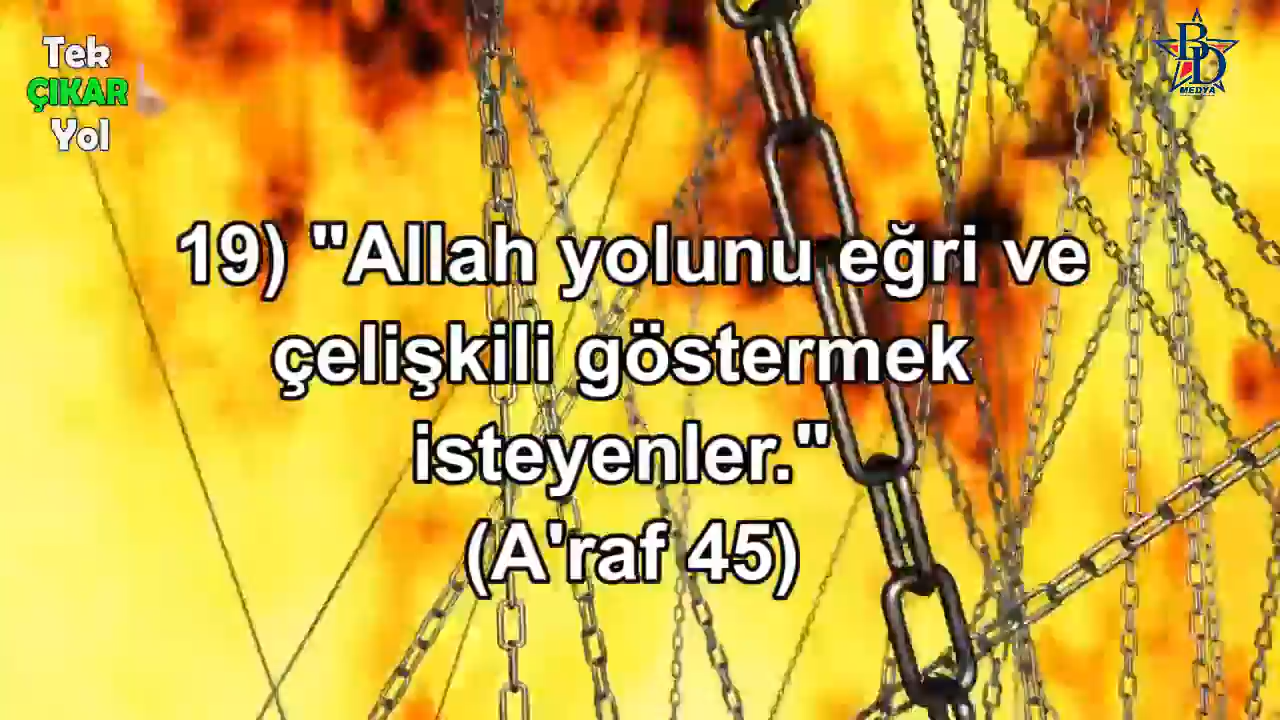 Tek
ÇIKAR
Yol
BD
MEDYA
19) "Allah yolunu eğri ve
çelişkili göstermek
isteyenler."
(A'raf 45)